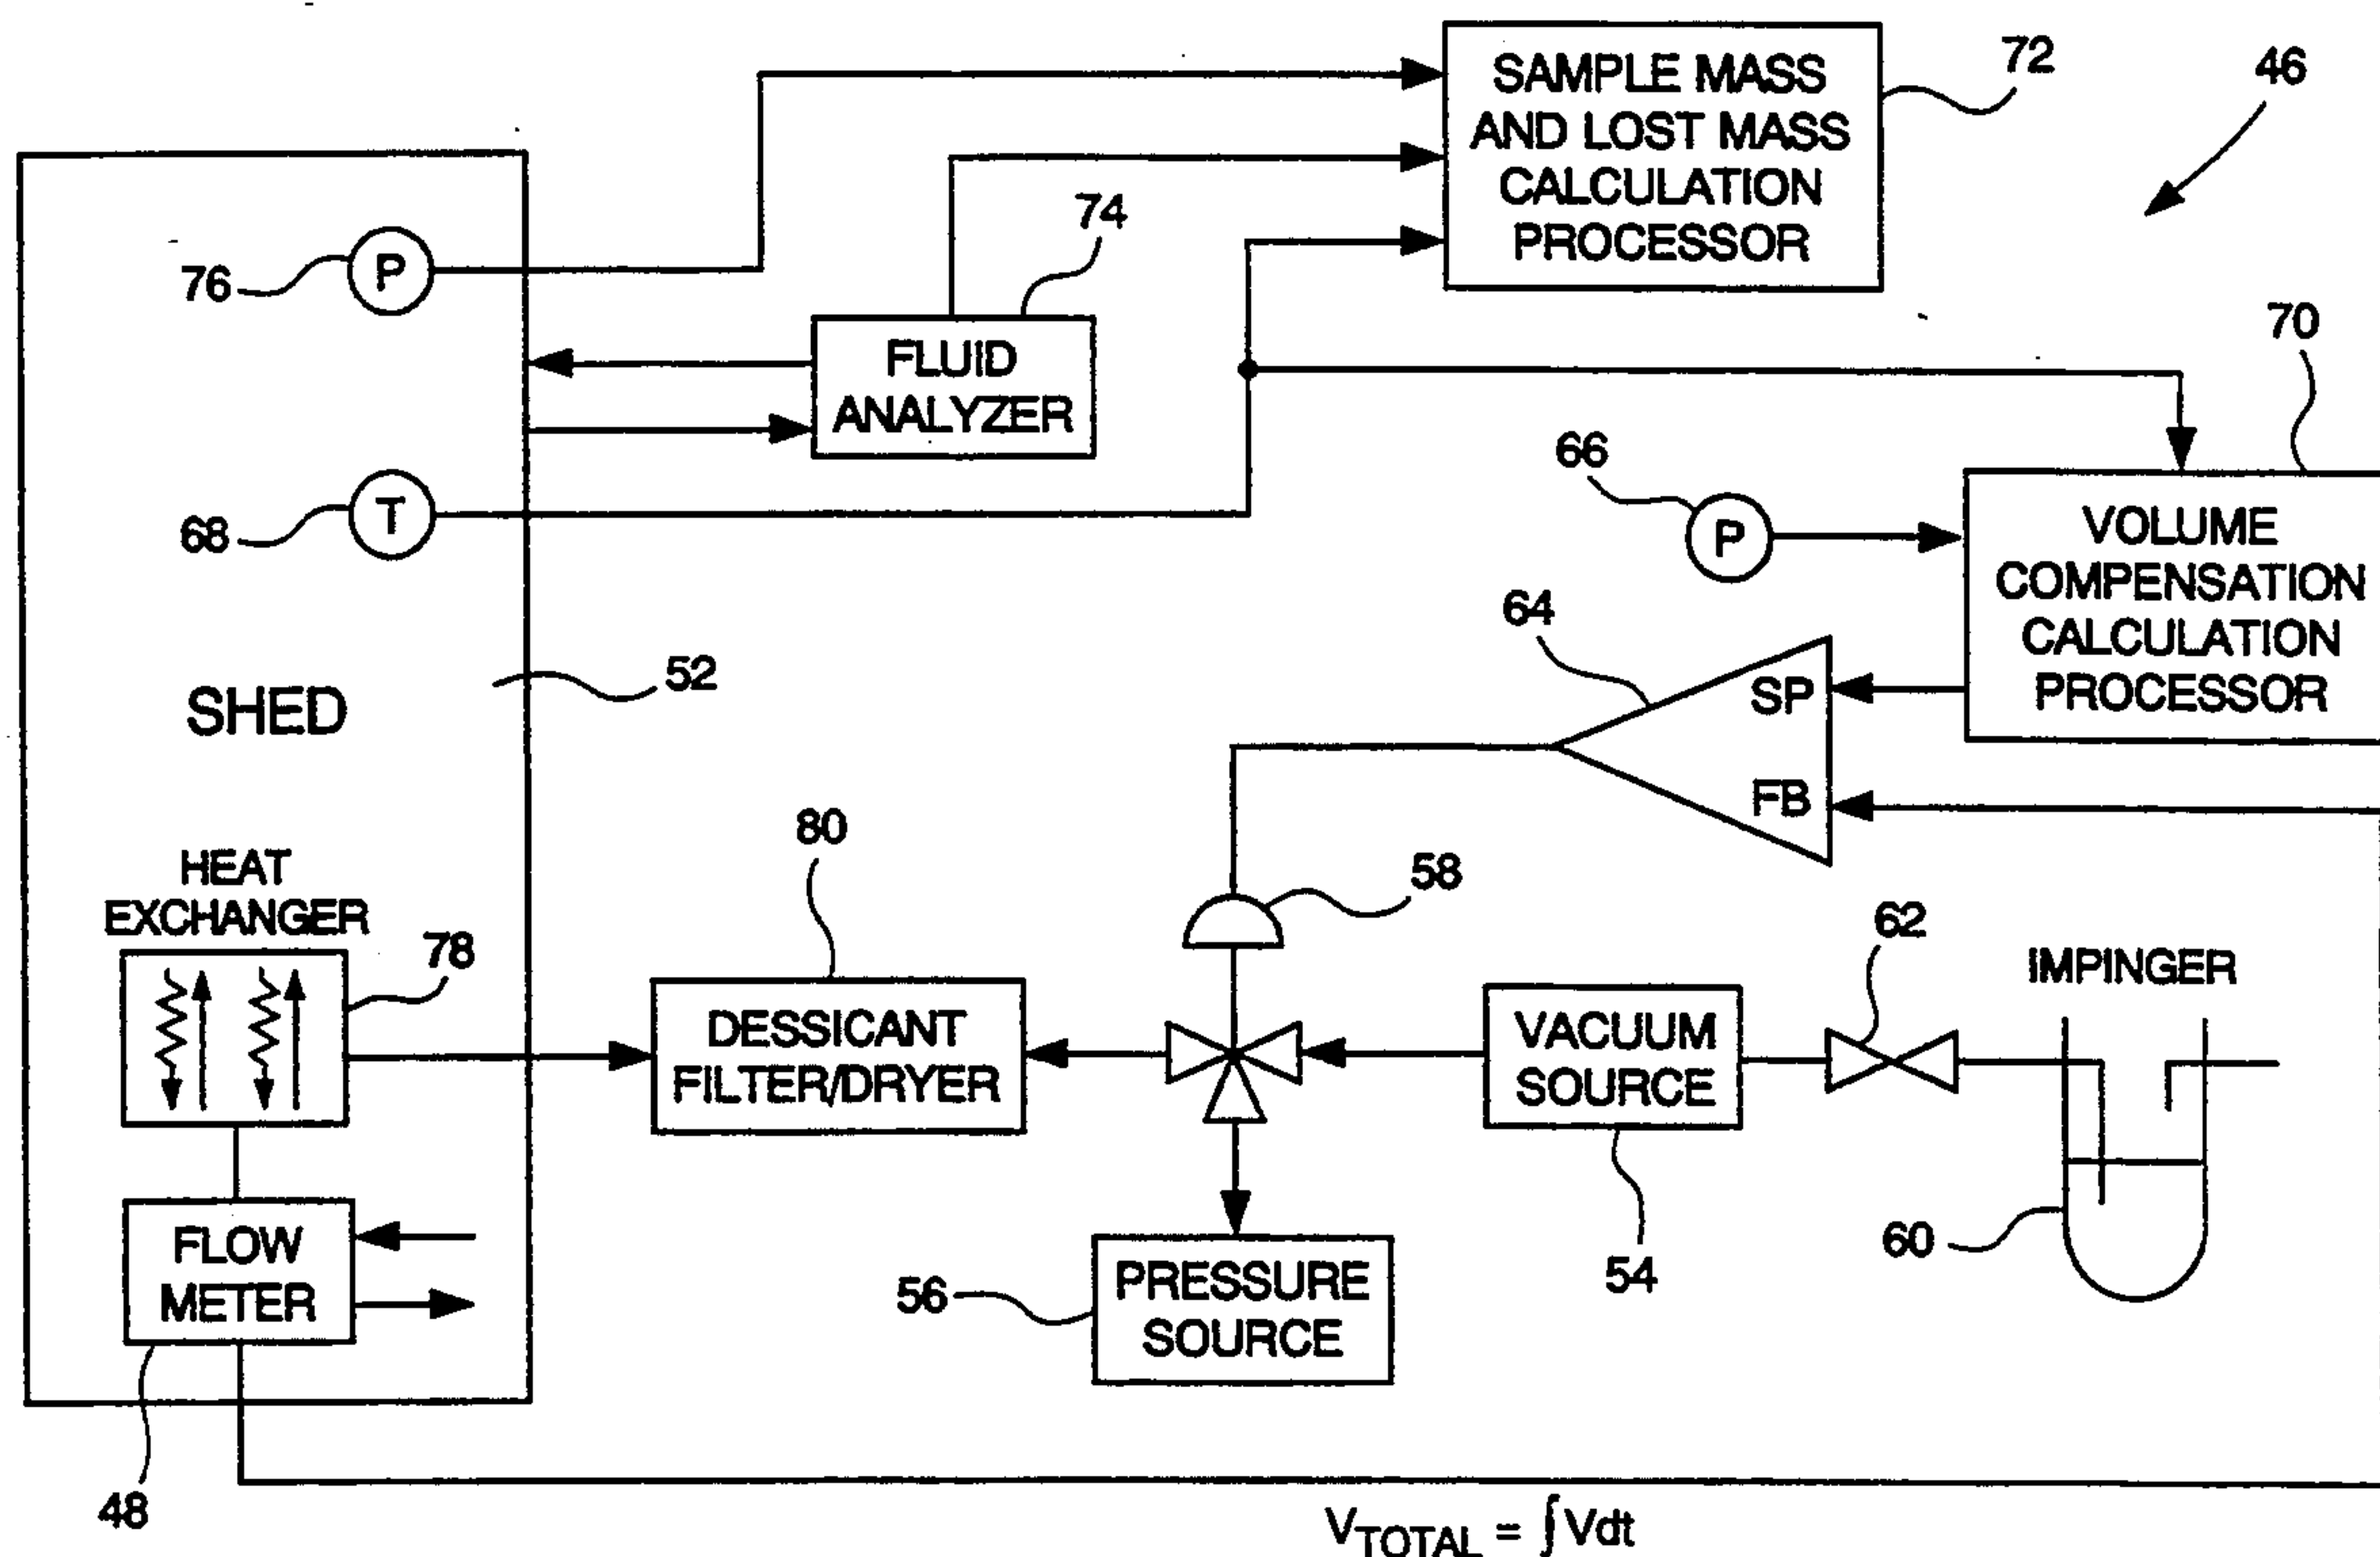 SAMPLE MASS
AND LOST MASS
CALCULATION
PROCESSOR
72
46
76
P
74
FLUID
ANALYZER
70
68
T
66
P
VOLUME
COMPENSATION
CALCULATION
PROCESSOR
64
SP
FB
SHED
52
HEAT
EXCHANGER
78
80
58
62
IMPINGER
DESSICANT
FILTER/DRYER
VACUUM
SOURCE
FLOW
METER
56
PRESSURE
SOURCE
54
60
48
V_TOTAL = ∫Vdt